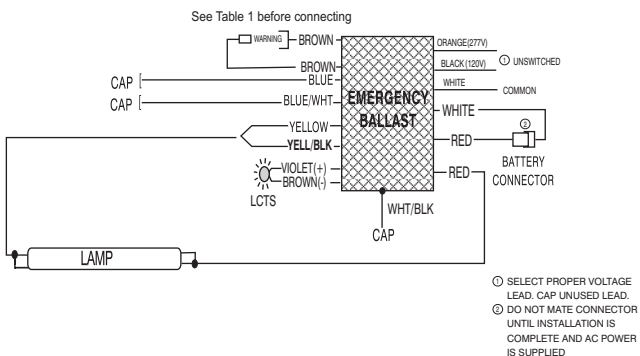 See Table 1 before connecting
WARNING
BROWN
BROWN
CAP
BLUE
CAP
BLUE/WHT
YELLOW
YELL/BLK
VIOLET(+)
BROWN(-)
LCTS
EMERGENCY
BALLAST
ORANGE(277V)
BLACK(120V)
① UNSWITCHED
WHITE
COMMON
WHITE
②
RED
BATTERY
CONNECTOR
RED
WHT/BLK
CAP
LAMP
① SELECT PROPER VOLTAGE
LEAD. CAP UNUSED LEAD.
② DO NOT MATE CONNECTOR
UNTIL INSTALLATION IS
COMPLETE AND AC POWER
IS SUPPLIED